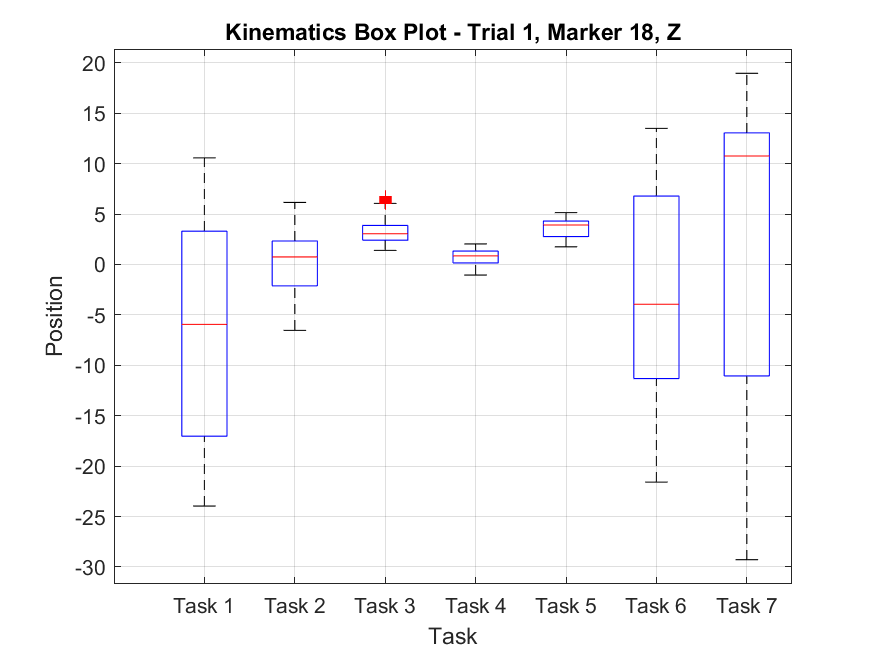 Kinematics Box Plot - Trial 1, Marker 18, Z
20
15
10
5
0
-5
-10
-15
-20
-25
-30
Position
Task 1 Task 2 Task 3 Task 4 Task 5 Task 6 Task 7
Task